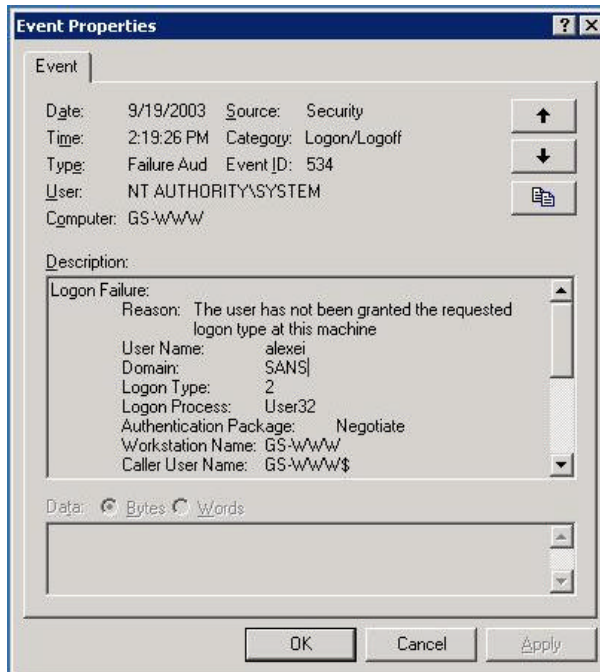 Event Properties
Event
Date: 9/19/2003 Source: Security
Time: 2:19:26 PM Category: Logon/Logoff
Type: Failure Aud Event ID: 534
User: NT AUTHORITY\SYSTEM
Computer: GS-WWW
Description:
Logon Failure:
Reason: The user has not been granted the requested
logon type at this machine
User Name: alexei
Domain: SANS
Logon Type: 2
Logon Process: User32
Authentication Package: Negotiate
Workstation Name: GS-WWW
Caller User Name: GS-WWW$
Data: Bytes Words
OK Cancel Apply